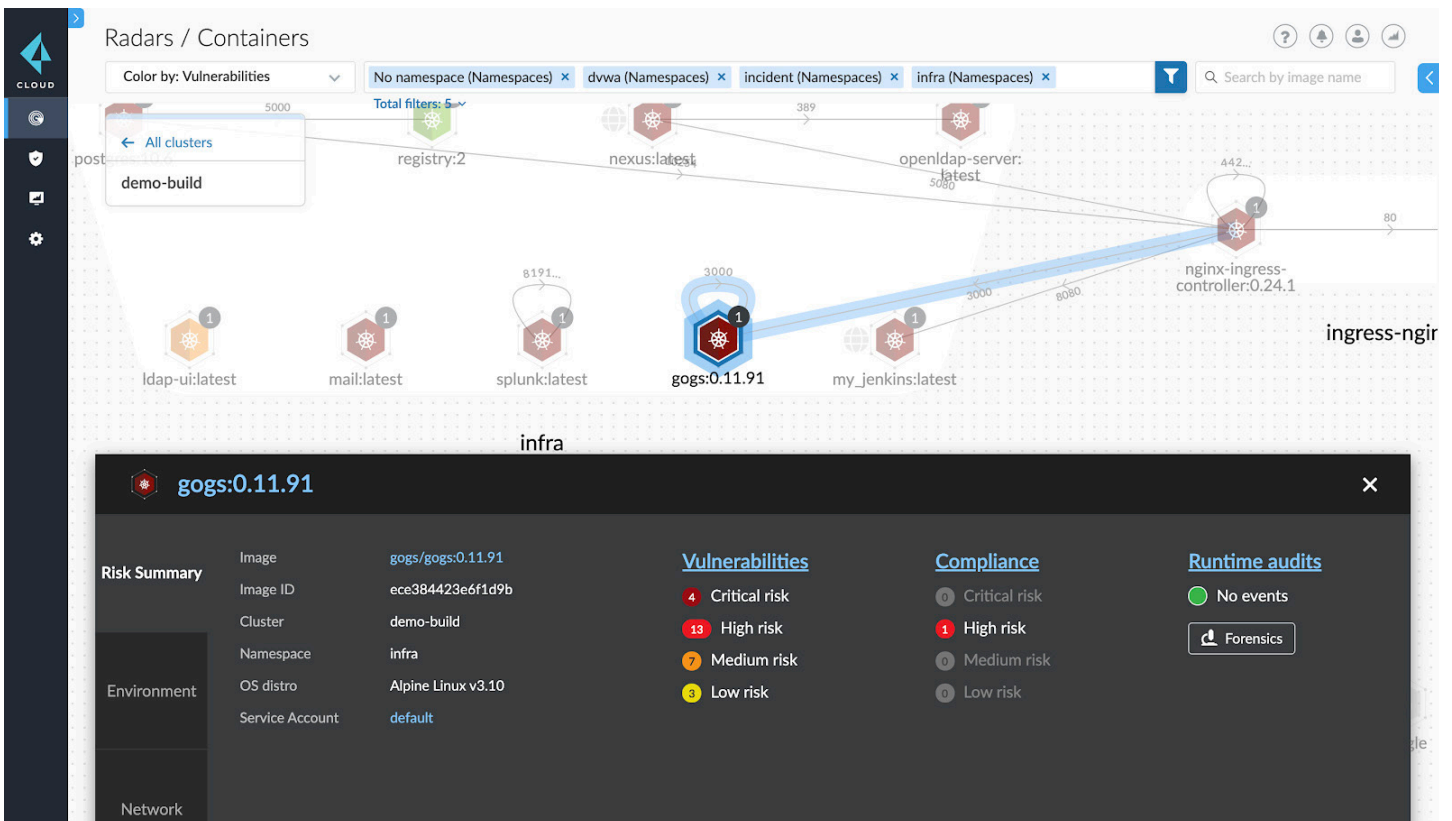 Radars / Containers
CLOUD
Color by: Vulnerabilities
No namespace (Namespaces) × dvwa (Namespaces) × incident (Namespaces) × infra (Namespaces) ×
Search by image name
Total filters: 5
5000
389
All clusters
demo-build
registry:2
nexus:latest
openldap-server:
latest
5080
442...
1
80
nginx-ingress-
controller:0.24.1
8191...
3000
3000
8080
1
1
1
1
1
ldap-ui:latest
mail:latest
splunk:latest
gogs:0.11.91
my_jenkins:latest
ingress-ngin
infra
gogs:0.11.91
Risk Summary
Environment
Network
Image gogs/gogs:0.11.91
Image ID ece384423e6f1d9b
Cluster demo-build
Namespace infra
OS distro Alpine Linux v3.10
Service Account default
Vulnerabilities
4 Critical risk
13 High risk
7 Medium risk
3 Low risk
Compliance
0 Critical risk
1 High risk
0 Medium risk
0 Low risk
Runtime audits
No events
Forensics